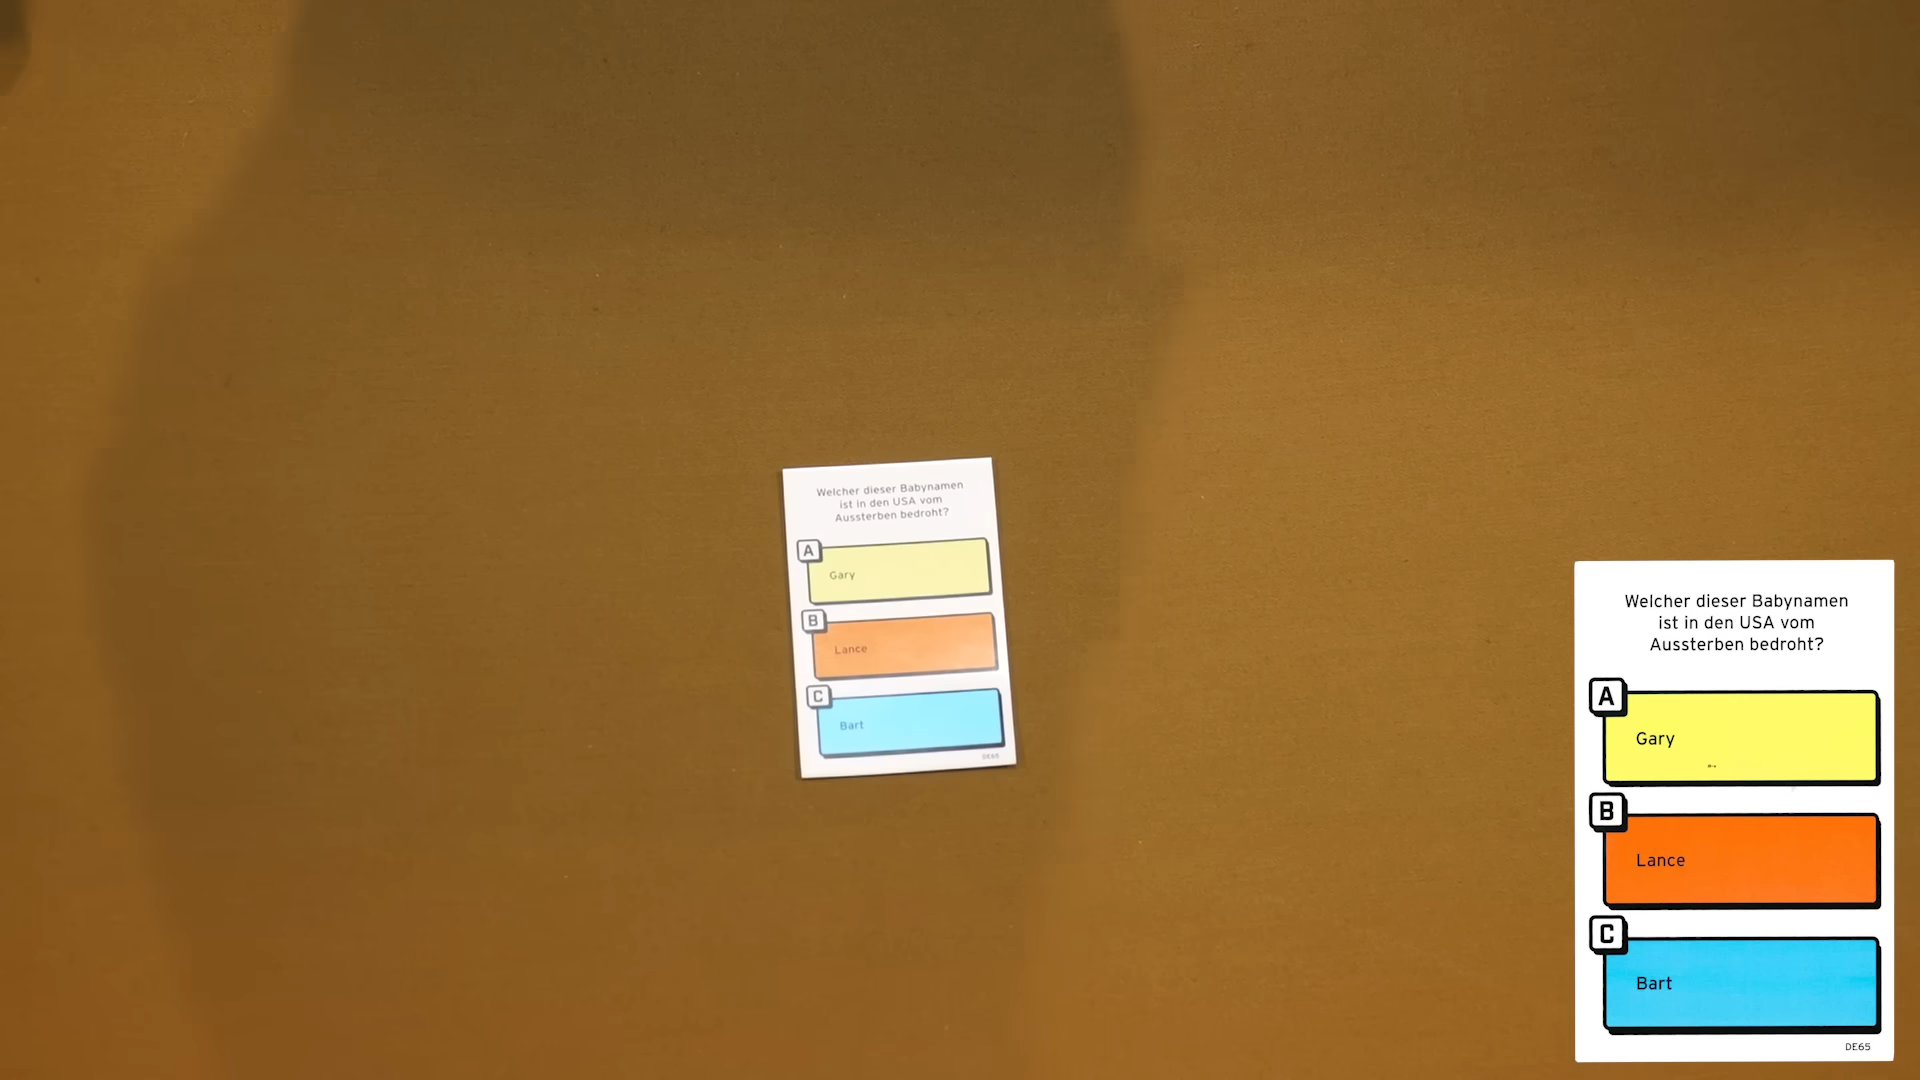 Welcher dieser Babynamen
ist in den USA vom
Aussterben bedroht?
A
Gary
B
Lance
C
Bart
DE65
Welcher dieser Babynamen
ist in den USA vom
Aussterben bedroht?
A
Gary
B
Lance
C
Bart
DE65